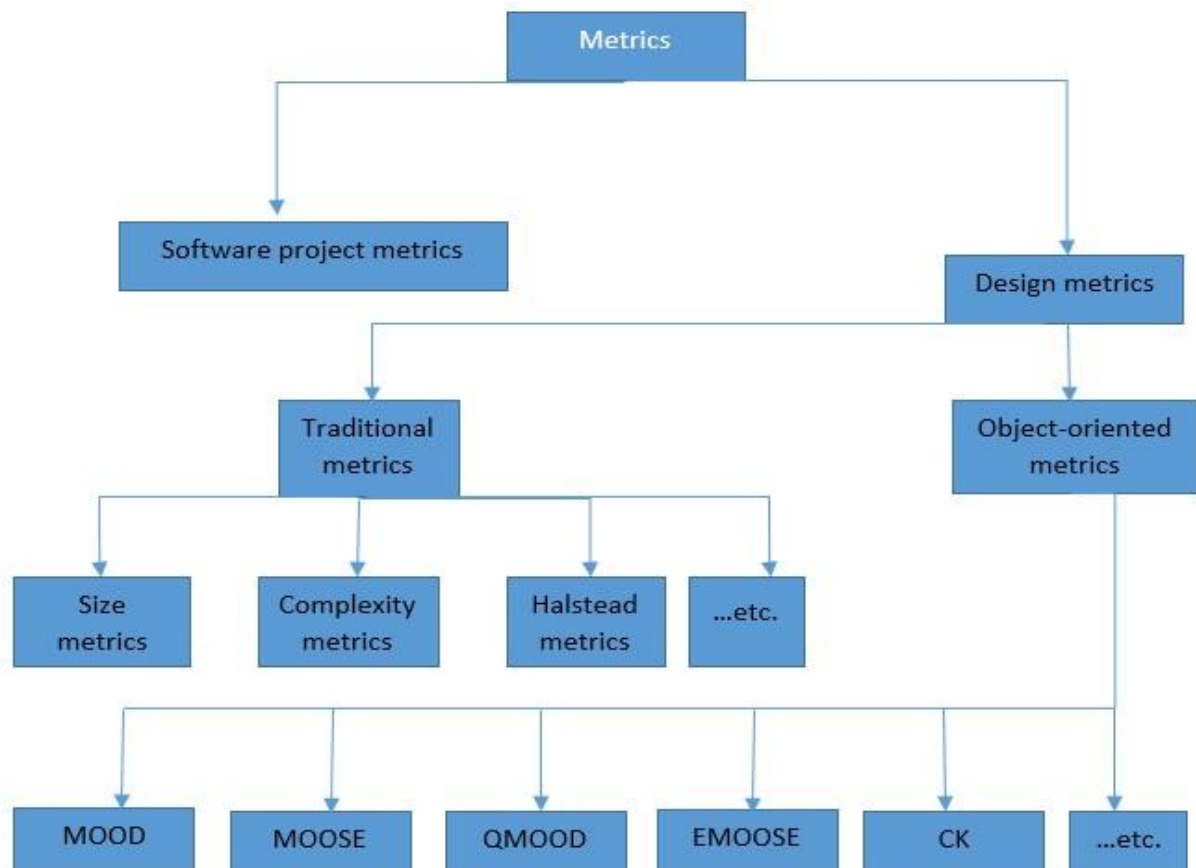 Metrics
Software project metrics
Design metrics
Traditional
metrics
Object-oriented
metrics
Size
metrics
Complexity
metrics
Halstead
metrics
...etc.
MOOD
MOOSE
QMOOD
EMOOSE
CK
...etc.